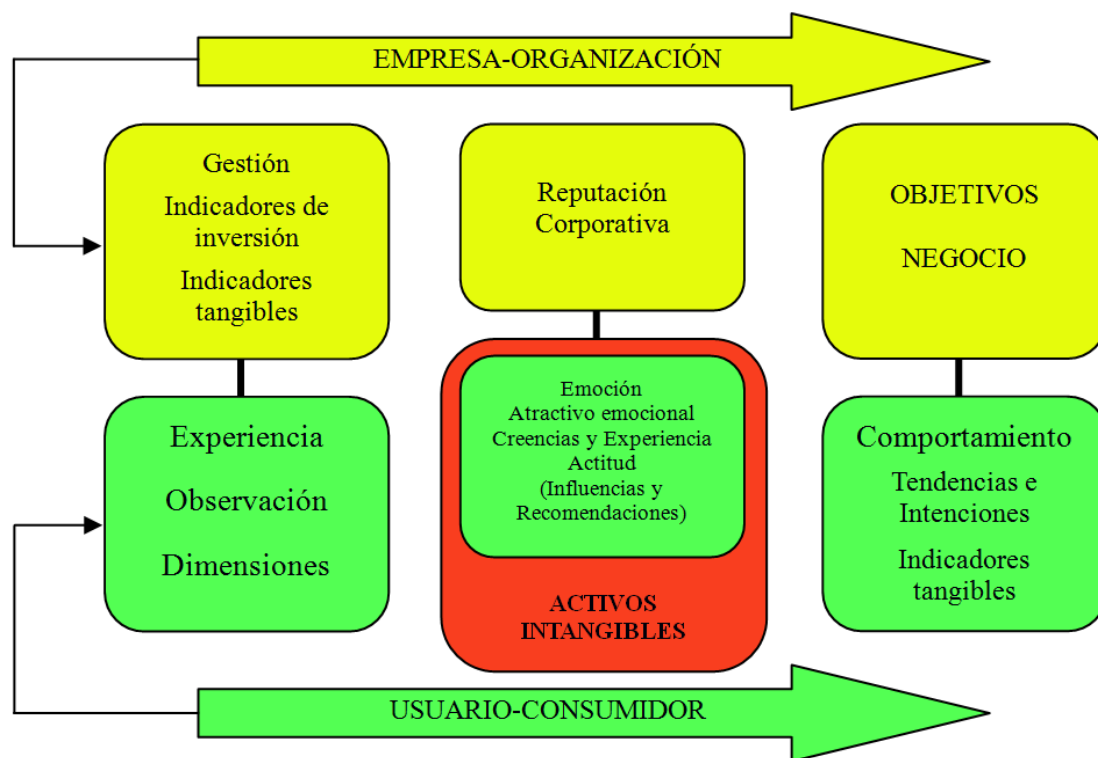 EMPRESA-ORGANIZACIÓN
Gestión
Indicadores de
inversión
Indicadores
tangibles
Reputación
Corporativa
OBJETIVOS
NEGOCIO
Experiencia
Observación
Dimensiones
Emoción
Atractivo emocional
Creencias y Experiencia
Actitud
(Influencias y
Recomendaciones)
ACTIVOS
INTANGIBLES
Comportamiento
Tendencias e
Intenciones
Indicadores
tangibles
USUARIO-CONSUMIDOR